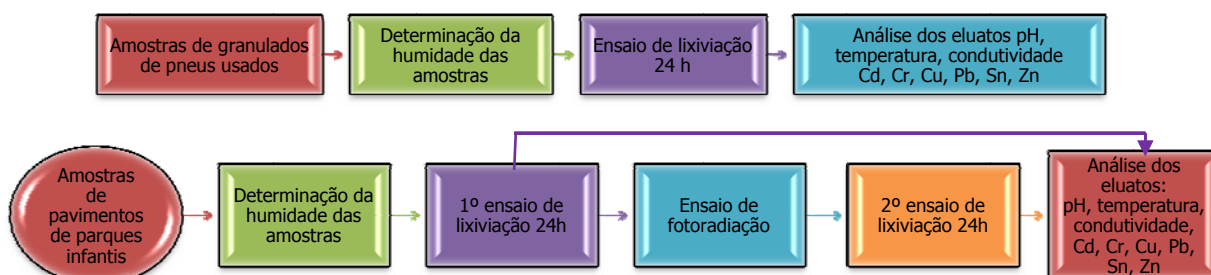 Amostras de granulados
de pneus usados
Determinação da
humidade das
amostras
Ensaio de lixiviação
24 h
Análise dos eluatos pH,
temperatura, condutividade
Cd, Cr, Cu, Pb, Sn, Zn
Amostras
de
pavimentos
de parques
infantis
Determinação da
humidade das
amostras
1º ensaio de
lixiviação 24h
Ensaio de
fotoradiação
2º ensaio de
lixiviação 24h
Análise dos
eluatos:
pH, temperatura,
condutividade,
Cd, Cr, Cu, Pb,
Sn, Zn